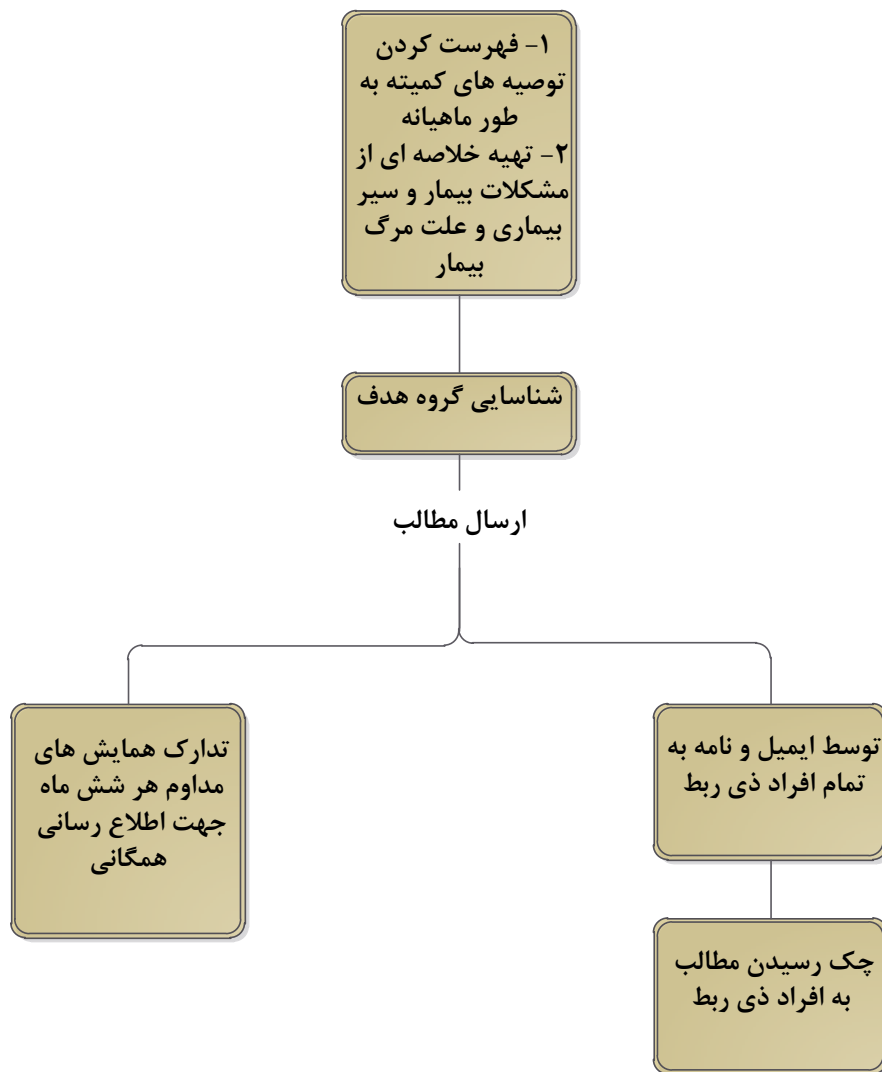 ۱- فهرست کردن
توصیه های کمیته به
طور ماهیانه
۲- تهیه خلاصه ای از
مشکلات بیمار و سیر
بیماری و علت مرگ
بیمار
شناسایی گروه هدف
ارسال مطالب
توسط ایمیل و نامه به
تمام افراد ذی ربط
چک رسیدن مطالب
به افراد ذی ربط
تدارک همایش های
مداوم هر شش ماه
جهت اطلاع رسانی
همگانی